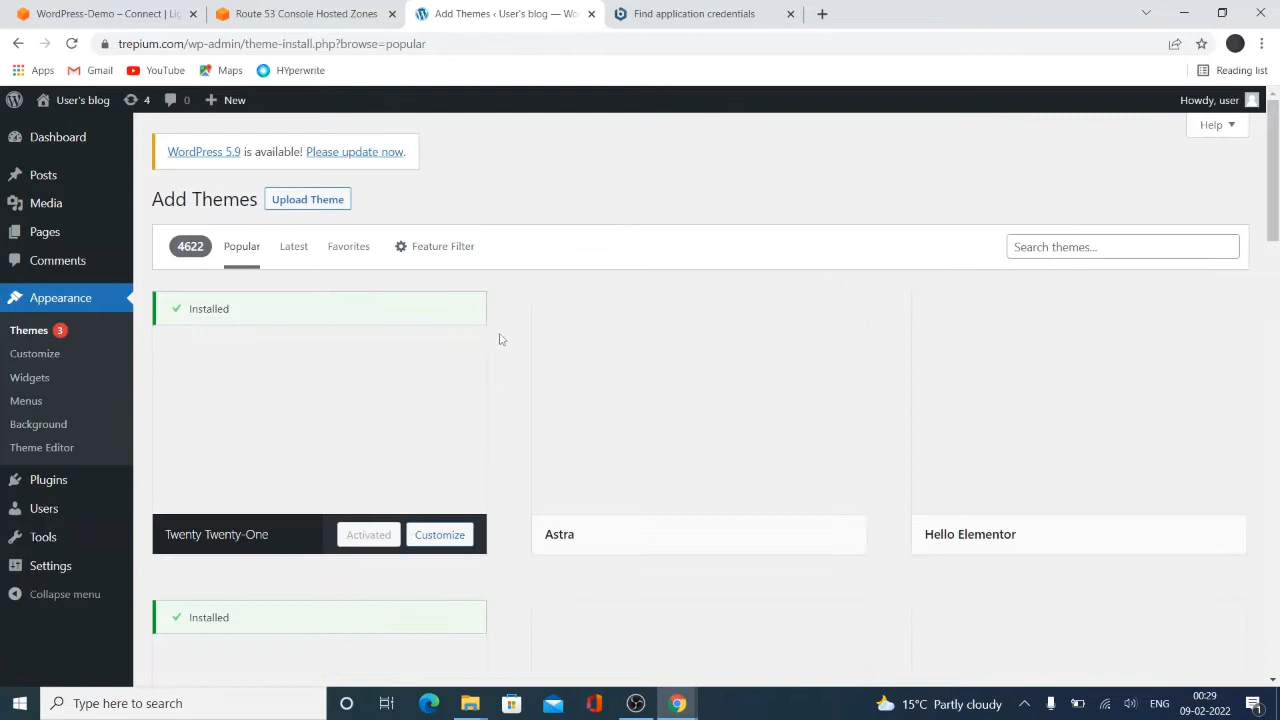 WordPress-Demo - Connect | Lig
Route 53 Console Hosted Zones
Add Themes ‹ User's blog — Wo
Find application credentials
trepium.com/wp-admin/theme-install.php?browse=popular
Apps
Gmail
YouTube
Maps
HYperwrite
Reading list
User's blog
4
0
New
Howdy, user
Help
WordPress 5.9 is available! Please update now.
Add Themes
Upload Theme
4622
Popular
Latest
Favorites
Feature Filter
Search themes...
Dashboard
Posts
Media
Pages
Comments
Appearance
Themes 3
Customize
Widgets
Menus
Background
Theme Editor
Plugins
Users
Tools
Settings
Collapse menu
Installed
Twenty Twenty-One
Activated
Customize
Astra
Hello Elementor
Installed
Type here to search
15°C Partly cloudy
ENG
00:29
09-02-2022
1